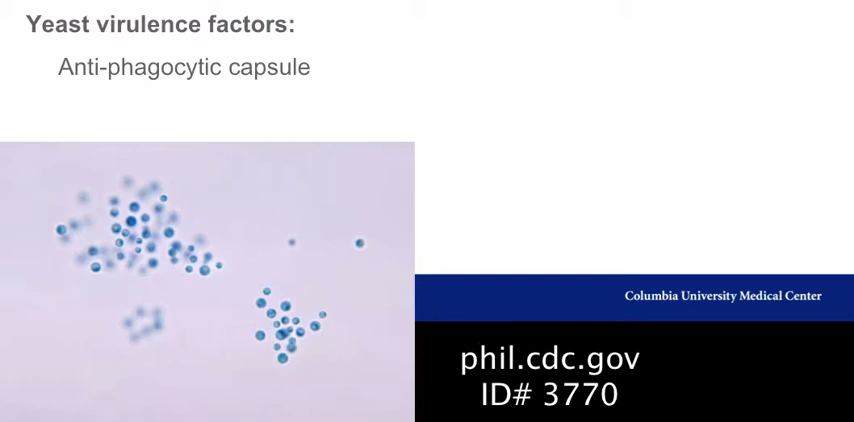 Yeast virulence factors:
Anti-phagocytic capsule
Columbia University Medical Center
phil.cdc.gov
ID# 3770